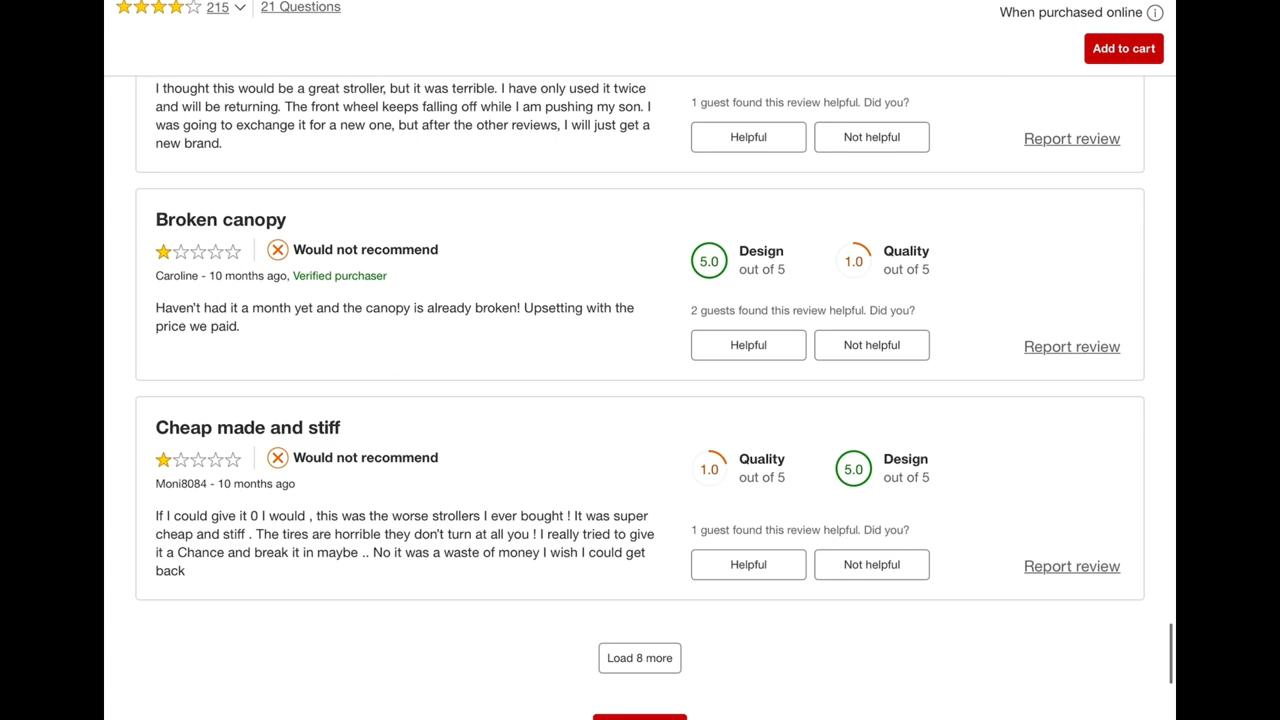 215 21 Questions
When purchased online
Add to cart
I thought this would be a great stroller, but it was terrible. I have only used it twice
and will be returning. The front wheel keeps falling off while I am pushing my son. I
was going to exchange it for a new one, but after the other reviews, I will just get a
new brand.
1 guest found this review helpful. Did you?
Helpful Not helpful Report review
Broken canopy
Would not recommend
Caroline - 10 months ago, Verified purchaser
Haven't had it a month yet and the canopy is already broken! Upsetting with the
price we paid.
5.0 Design out of 5
1.0 Quality out of 5
2 guests found this review helpful. Did you?
Helpful Not helpful Report review
Cheap made and stiff
Would not recommend
Moni8084 - 10 months ago
If I could give it 0 I would , this was the worse strollers I ever bought ! It was super
cheap and stiff . The tires are horrible they don't turn at all you ! I really tried to give
it a Chance and break it in maybe .. No it was a waste of money I wish I could get
back
1.0 Quality out of 5
5.0 Design out of 5
1 guest found this review helpful. Did you?
Helpful Not helpful Report review
Load 8 more